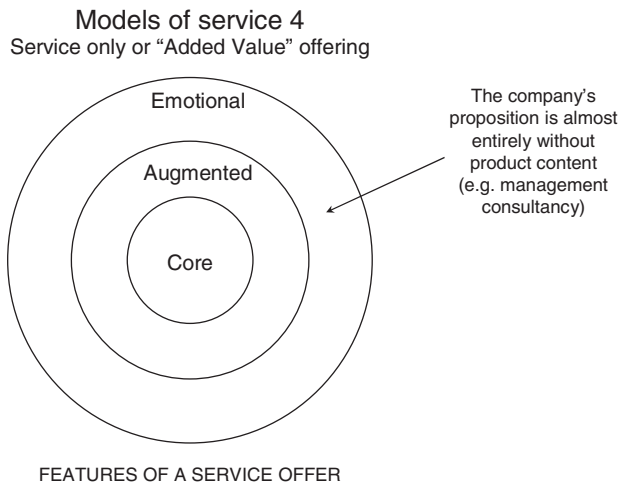 Models of service 4
Service only or “Added Value” offering
Emotional
Augmented
Core
The company’s
proposition is almost
entirely without
product content
(e.g. management
consultancy)
FEATURES OF A SERVICE OFFER